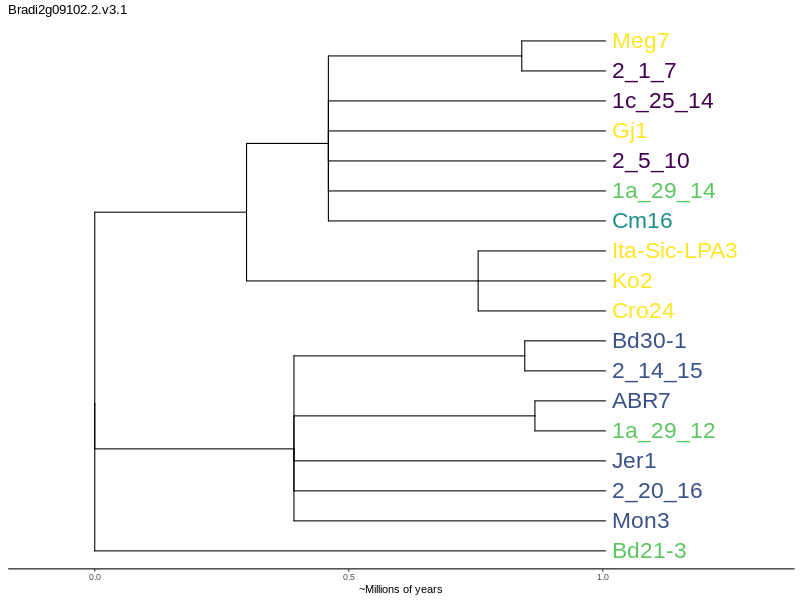 Bradi2g09102.2.v3.1
Meg7
2_1_7
1c_25_14
Gj1
2_5_10
1a_29_14
Cm16
Ita-Sic-LPA3
Ko2
Cro24
Bd30-1
2_14_15
ABR7
1a_29_12
Jer1
2_20_16
Mon3
Bd21-3
0.0 0.5 1.0
~Millions of years